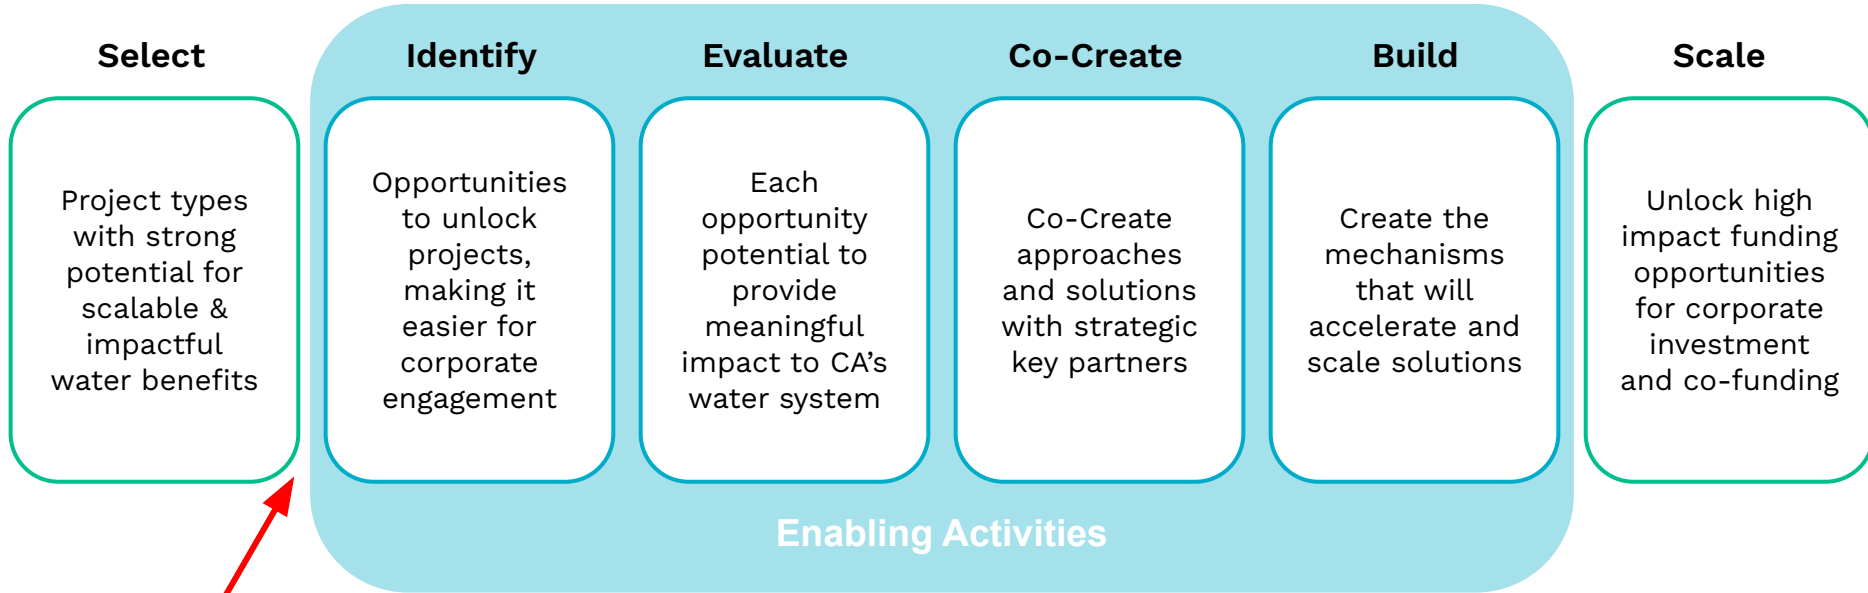 Select
Project types
with strong
potential for
scalable &
impactful
water benefits
Identify
Opportunities
to unlock
projects,
making it
easier for
corporate
engagement
Evaluate
Each
opportunity
potential to
provide
meaningful
impact to CA’s
water system
Co-Create
Co-Create
approaches
and solutions
with strategic
key partners
Build
Create the
mechanisms
that will
accelerate and
scale solutions
Scale
Unlock high
impact funding
opportunities
for corporate
investment
and co-funding
Enabling Activities